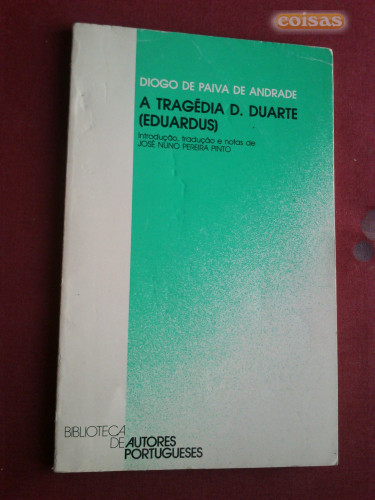 coisas
DIOGO DE PAIVA DE ANDRADE
A TRAGÉDIA D. DUARTE
(EDUARDUS)
Introdução, tradução e notas de
JOSÉ NUNO PEREIRA PINTO
BIBLIOTECA
DE AUTORES
PORTUGUESES